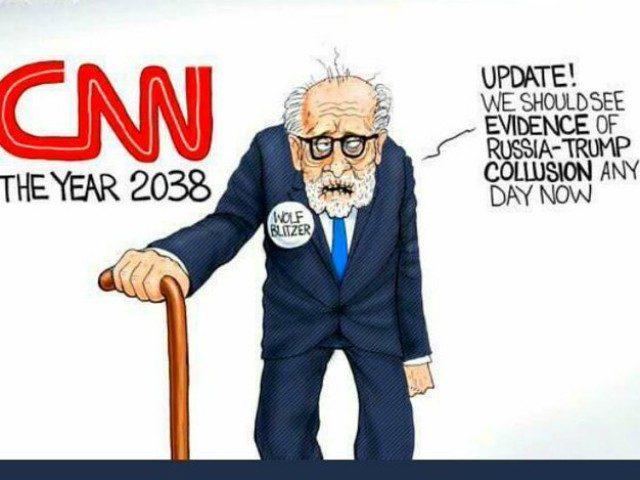 CNN
THE YEAR 2038
WOLF
BLITZER
UPDATE!
WE SHOULD SEE
EVIDENCE OF
RUSSIA-TRUMP
COLLUSION ANY
DAY NOW